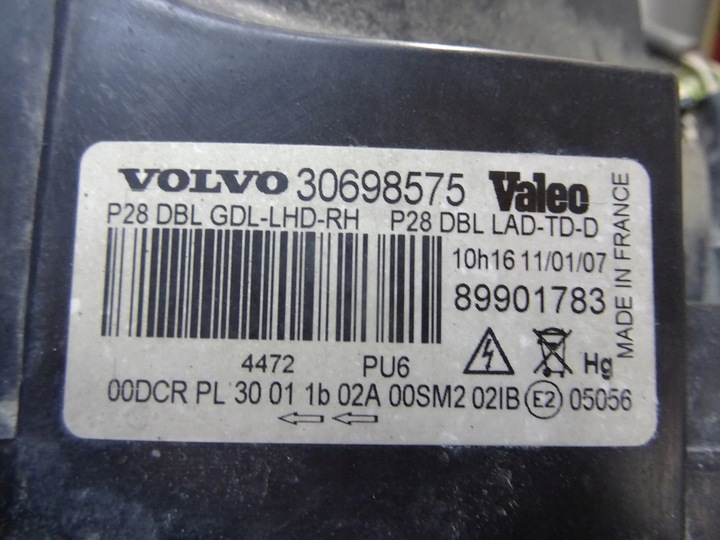 VOLVO 30698575 Valeo
P28 DBL GDL-LHD-RH P28 DBL LAD-TD-D
10h16 11/01/07
89901783
4472 PU6 Hg
00DCR PL 30 01 1b 02A 00SM2 02IB E2 05056
MADE IN FRANCE